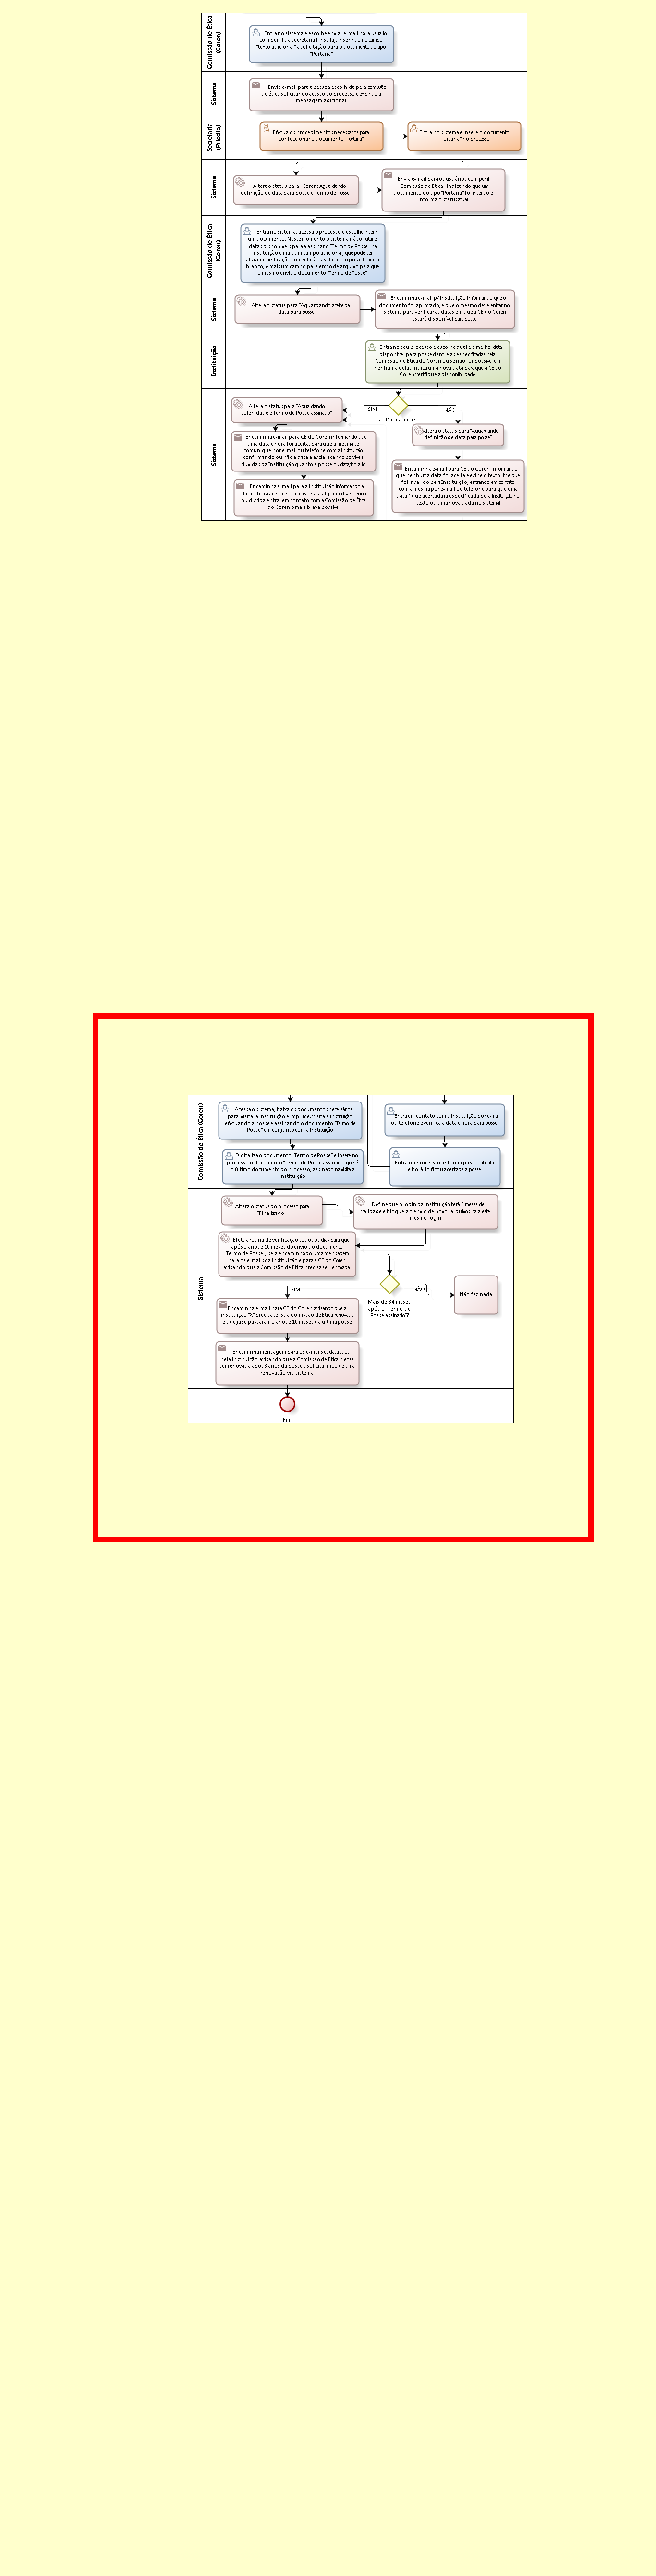 Comissão de Ética
(Coren)
Entra no sistema e escolhe enviar e-mail para usuário
com perfil da Secretaria (Priscila), inserindo no campo
"texto adicional" a solicitação para o documento do tipo
"Portaria"
Sistema
Envia e-mail para a pessoa escolhida pela comissão
de ética solicitando acesso ao processo e exibindo a
mensagem adicional
Secretaria
(Priscila)
Efetua os procedimentos necessários para
confeccionar o documento "Portaria"
Entra no sistema e insere o documento
"Portaria" no processo
Sistema
Altera o status para "Coren: Aguardando
definição de data para posse e Termo de Posse"
Envia e-mail para os usuários com perfil
"Comissão de Ética" indicando que um
documento do tipo "Portaria" foi inserido e
informa o status atual
Comissão de Ética
(Coren)
Entra no sistema, acessa o processo e escolhe inserir
um documento. Neste momento o sistema irá solicitar 3
datas disponíveis para assinar o "Termo de Posse" na
instituição e mais um campo adicional, que pode ser
alguma explicação com relação as datas ou pode ficar em
branco, e mais um campo para envio de arquivo para que
o mesmo envie o documento "Termo de Posse"
Sistema
Altera o status para "Aguardando aceite da
data para posse"
Encaminha e-mail p/ Instituição informando que o
documento foi aprovado, e que o mesmo deve entrar no
sistema para verificar as datas em que a CE do Coren
estará disponível para posse
Instituição
Entra no seu processo e escolhe qual é a melhor data
disponível para posse dentre as especificadas pela
Comissão de Ética do Coren ou se não for possível em
nenhuma delas indica uma nova data para que a CE do
Coren verifique a disponibilidade
Sistema
Altera o status para "Aguardando
solenidade e Termo de Posse assinado"
SIM
NÃO
Data aceita?
Altera o status para "Aguardando
definição de data para posse"
Encaminha e-mail para CE do Coren informando que
uma data e hora foi aceita, para que a mesma se
comunique por e-mail ou telefone com a instituição
confirmando ou não a data e esclarecendo possíveis
dúvidas da Instituição quanto a posse ou data/horário
Encaminha e-mail para a Instituição informando a
data e hora aceita e que caso haja alguma divergência
ou dúvida entrarem contato com a Comissão de Ética
do Coren o mais breve possível
Encaminha e-mail para CE do Coren informando
que nenhuma data foi aceita e exibe o texto livre que
foi inserido pela Instituição, entrando em contato
com a mesma por e-mail ou telefone para que uma
data fique acertada (a especificada pela instituição no
texto ou uma nova dada no sistema)
Comissão de Ética (Coren)
Acessa o sistema, baixa os documentos necessários
para visitar a instituição e imprime. Visita a instituição
efetuando a posse e assinando o documento "Termo de
Posse" em conjunto com a Instituição
Entra em contato com a instituição por e-mail
ou telefone e verifica a data e hora para posse
Digitaliza o documento "Termo de Posse" e insere no
processo o documento "Termo de Posse assinado" que é
o último documento do processo, assinado na visita a
instituição
Entra no processo e informa para qual data
e horário ficou acertada a posse
Sistema
Altera o status do processo para
"Finalizado"
Define que o login da instituição terá 3 meses de
validade e bloqueia o envio de novos arquivos para este
mesmo login
Efetua rotina de verificação todos os dias para que
após 2 anos e 10 meses do envio do documento
"Termo de Posse", seja encaminhado uma mensagem
para os e-mails da instituição e para a CE do Coren
avisando que a Comissão de Ética precisa ser renovada
SIM
NÃO
Mais de 34 meses
após o "Termo de
Posse assinado"?
Não faz nada
Encaminha e-mail para CE do Coren avisando que a
instituição "X" precisa ter sua Comissão de Ética renovada
e que já se passaram 2 anos e 10 meses da última posse
Encaminha mensagem para os e-mails cadastrados
pela instituição avisando que a Comissão de Ética precisa
ser renovada após 3 anos da posse e solicita inicio de uma
renovação via sistema
Fim